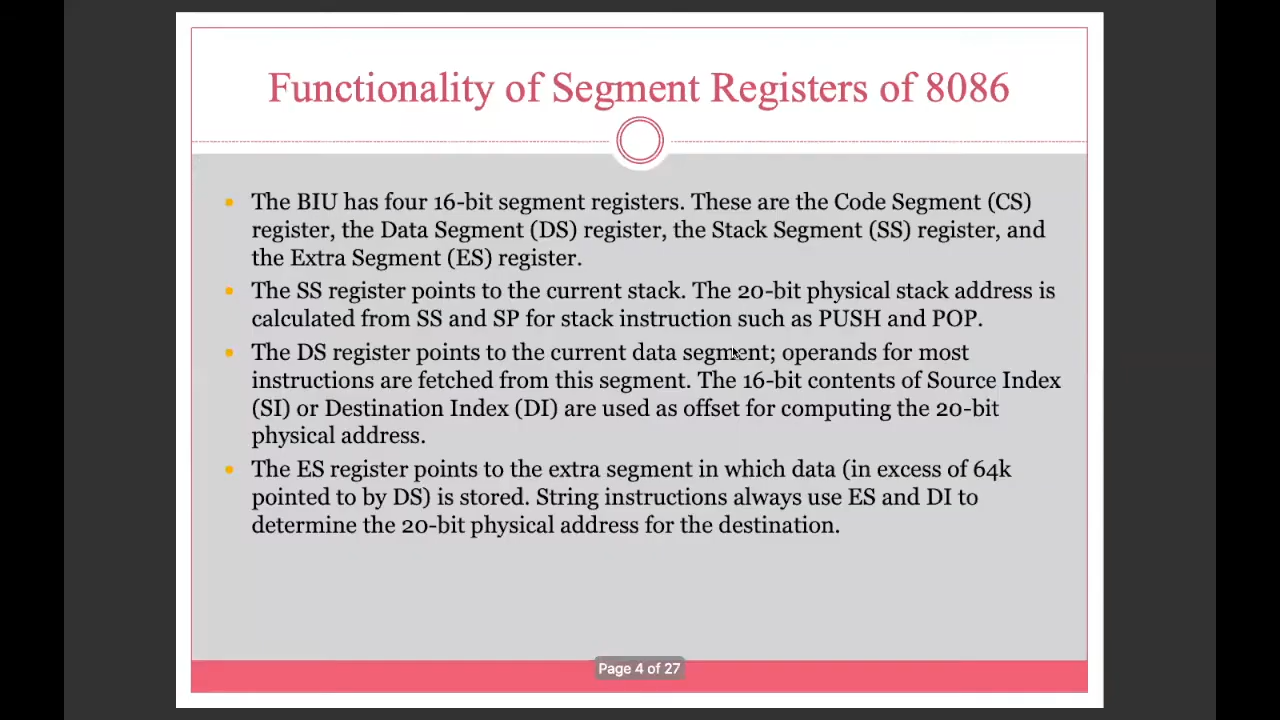 Functionality of Segment Registers of 8086
The BIU has four 16-bit segment registers. These are the Code Segment (CS)
register, the Data Segment (DS) register, the Stack Segment (SS) register, and
the Extra Segment (ES) register.
The SS register points to the current stack. The 20-bit physical stack address is
calculated from SS and SP for stack instruction such as PUSH and POP.
The DS register points to the current data segment; operands for most
instructions are fetched from this segment. The 16-bit contents of Source Index
(SI) or Destination Index (DI) are used as offset for computing the 20-bit
physical address.
The ES register points to the extra segment in which data (in excess of 64k
pointed to by DS) is stored. String instructions always use ES and DI to
determine the 20-bit physical address for the destination.
Page 4 of 27